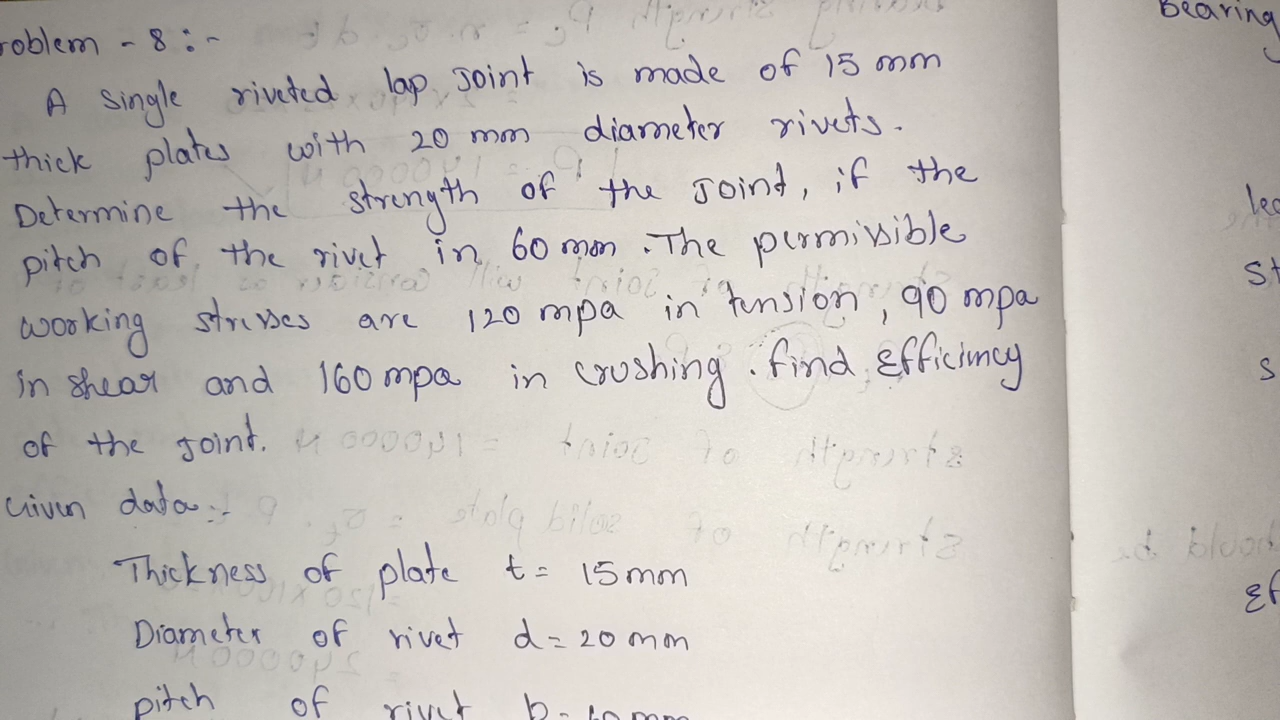 roblem - 8 :-
A single riveted lap joint is made of 15 mm
thick plates with 20 mm diameter rivets.
Determine the strength of the joint, if the
pitch of the rivet in 60 mm. The permissible
working stresses are 120 mpa in tension, 90 mpa
in shear and 160 mpa in crushing. find Efficiency
of the joint.
Given data :-
Thickness of plate t = 15 mm
Diameter of rivet d = 20 mm
pitch of rivet
Bearing